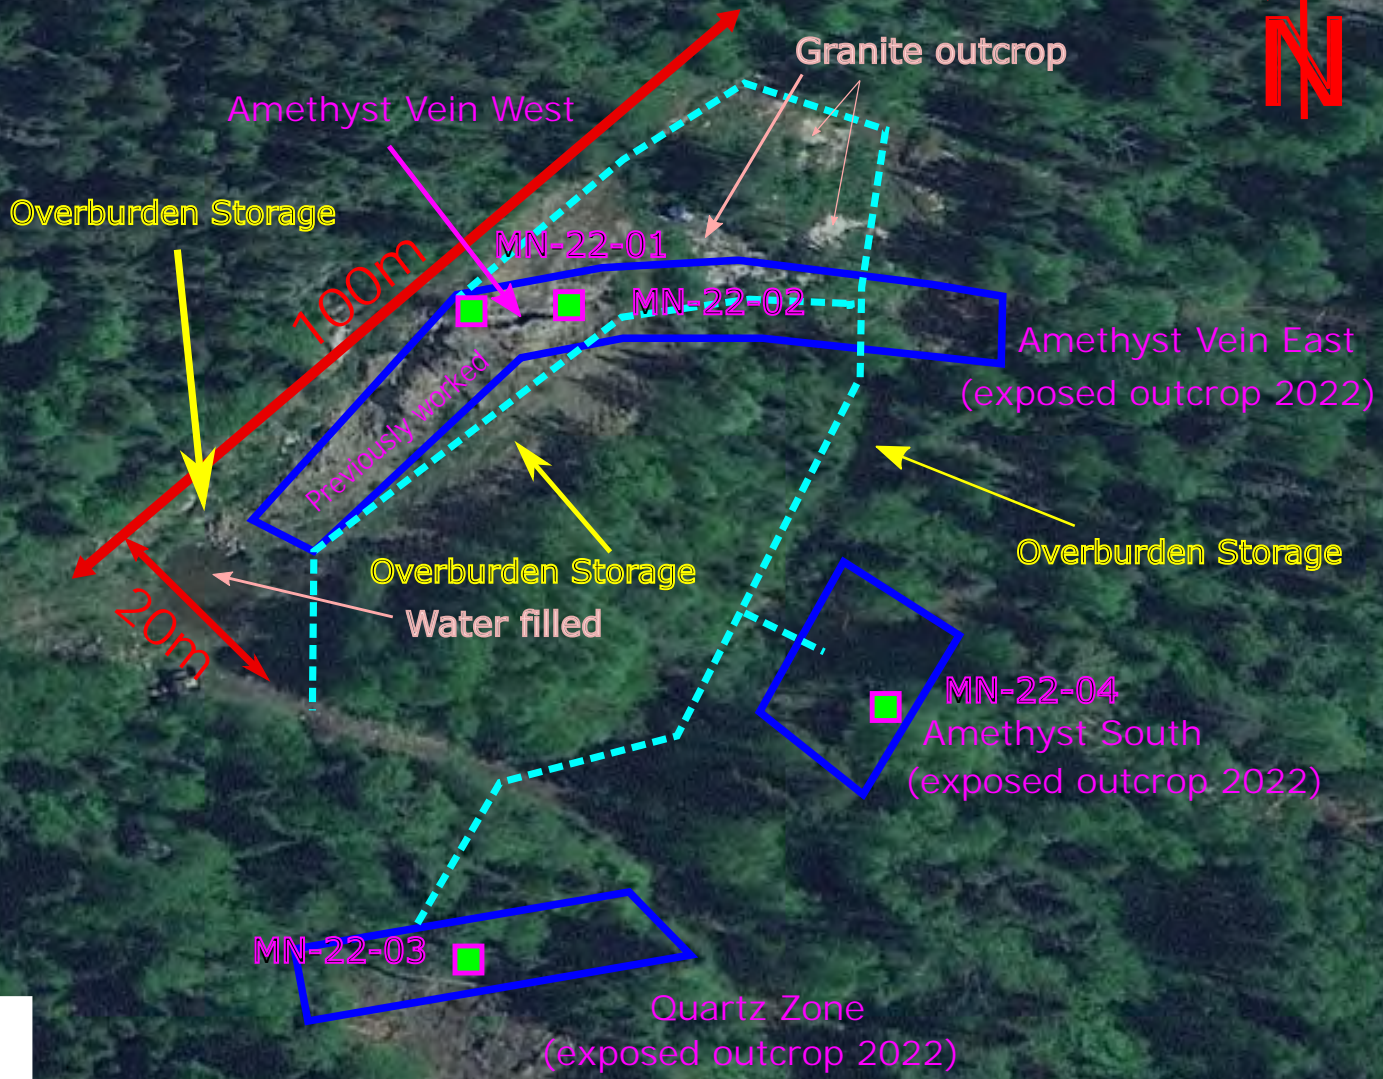 N
Granite outcrop
Amethyst Vein West
Overburden Storage
MN-22-01
100m
MN-22-02
Amethyst Vein East
(exposed outcrop 2022)
Previously worked
Overburden Storage
Overburden Storage
Water filled
20m
MN-22-04
Amethyst South
(exposed outcrop 2022)
MN-22-03
Quartz Zone
(exposed outcrop 2022)